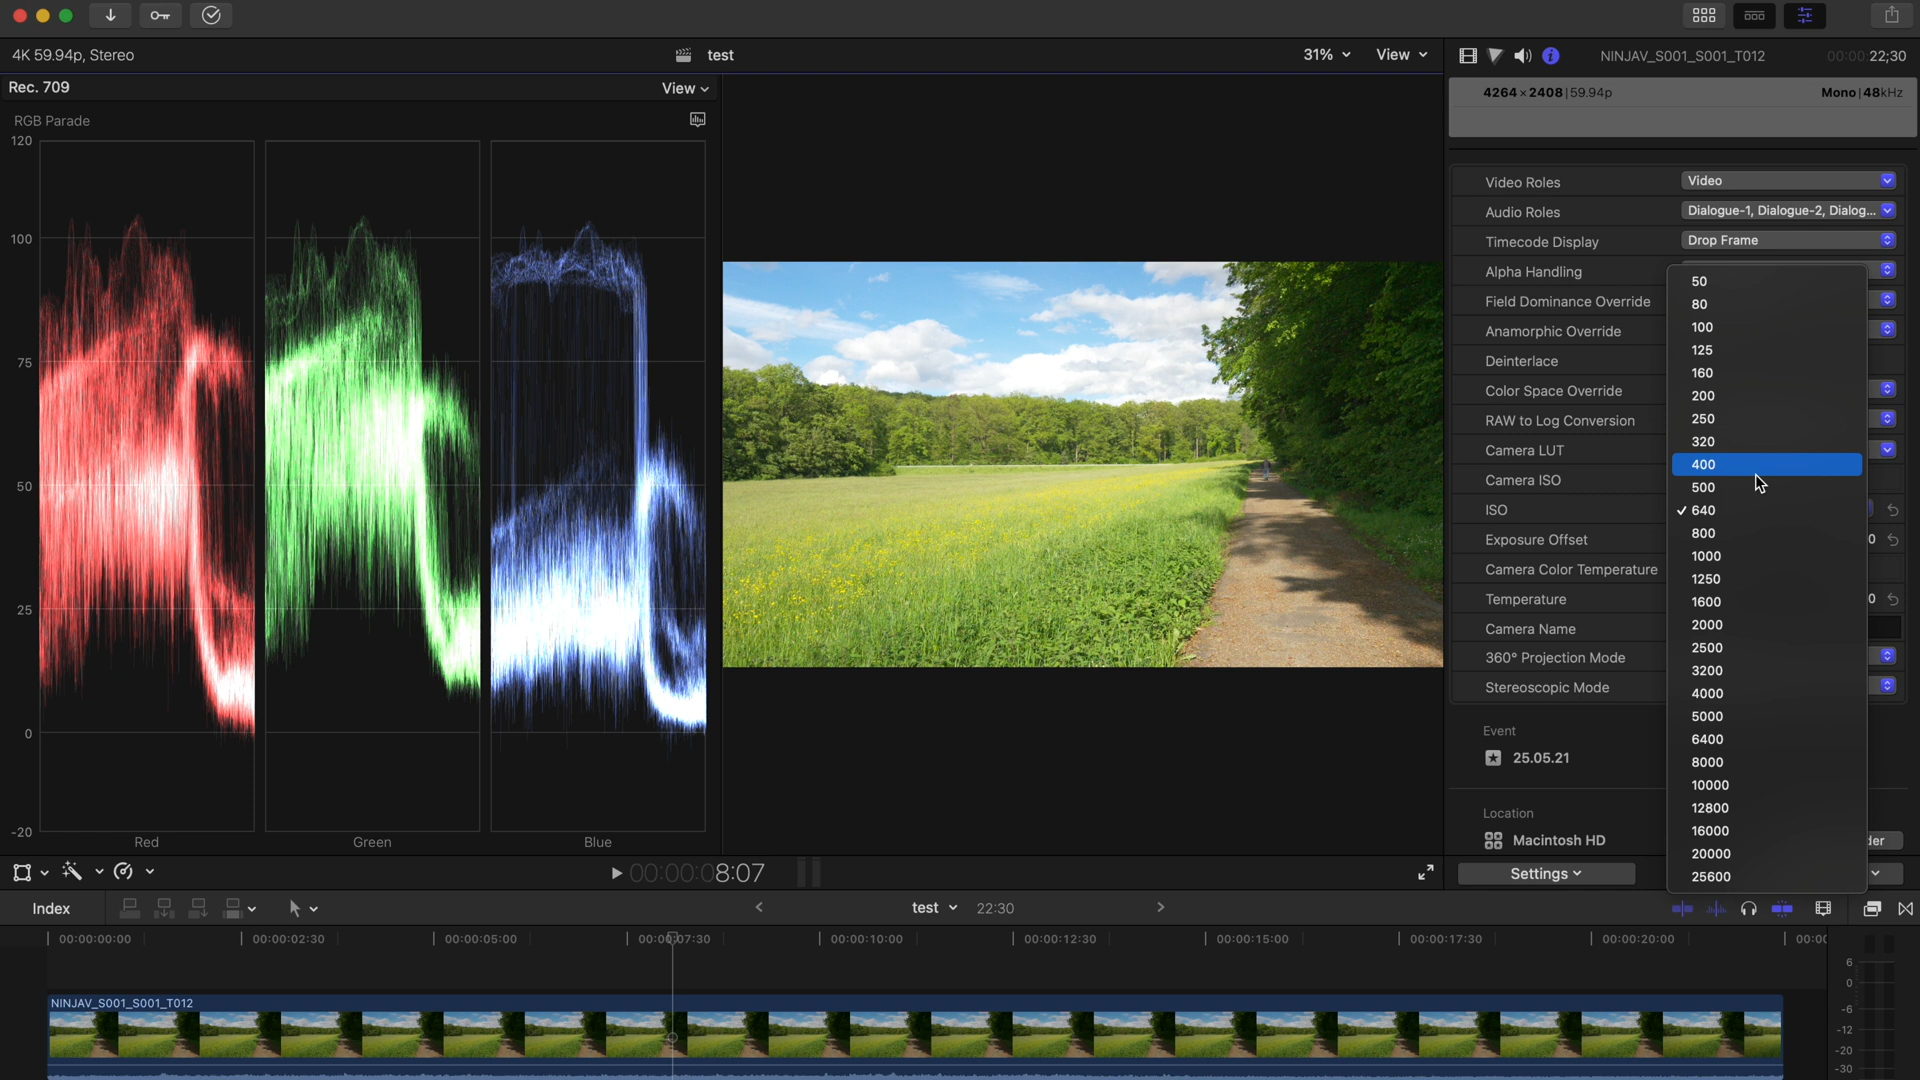 4K 59.94p, Stereo
test
31%
View
NINJAV_S001_S001_T012
00:00:22;30
Rec. 709
View
4264 × 2408 | 59.94p
Mono | 48kHz
RGB Parade
120
100
75
50
25
0
-20
Red
Green
Blue
Video Roles
Video
Audio Roles
Dialogue-1, Dialogue-2, Dialog...
Timecode Display
Drop Frame
Alpha Handling
Field Dominance Override
Anamorphic Override
Deinterlace
Color Space Override
RAW to Log Conversion
Camera LUT
Camera ISO
ISO
Exposure Offset
0
Camera Color Temperature
Temperature
0
Camera Name
360° Projection Mode
Stereoscopic Mode
50
80
100
125
160
200
250
320
400
500
✓ 640
800
1000
1250
1600
2000
2500
3200
4000
5000
6400
8000
10000
12800
16000
20000
25600
Event
25.05.21
Location
Macintosh HD
der
Settings
00:00:08:07
Index
test
22:30
00:00:00:00
00:00:02:30
00:00:05:00
00:00:07:30
00:00:10:00
00:00:12:30
00:00:15:00
00:00:17:30
00:00:20:00
00:00
NINJAV_S001_S001_T012
6
0
-6
-12
-20
-30